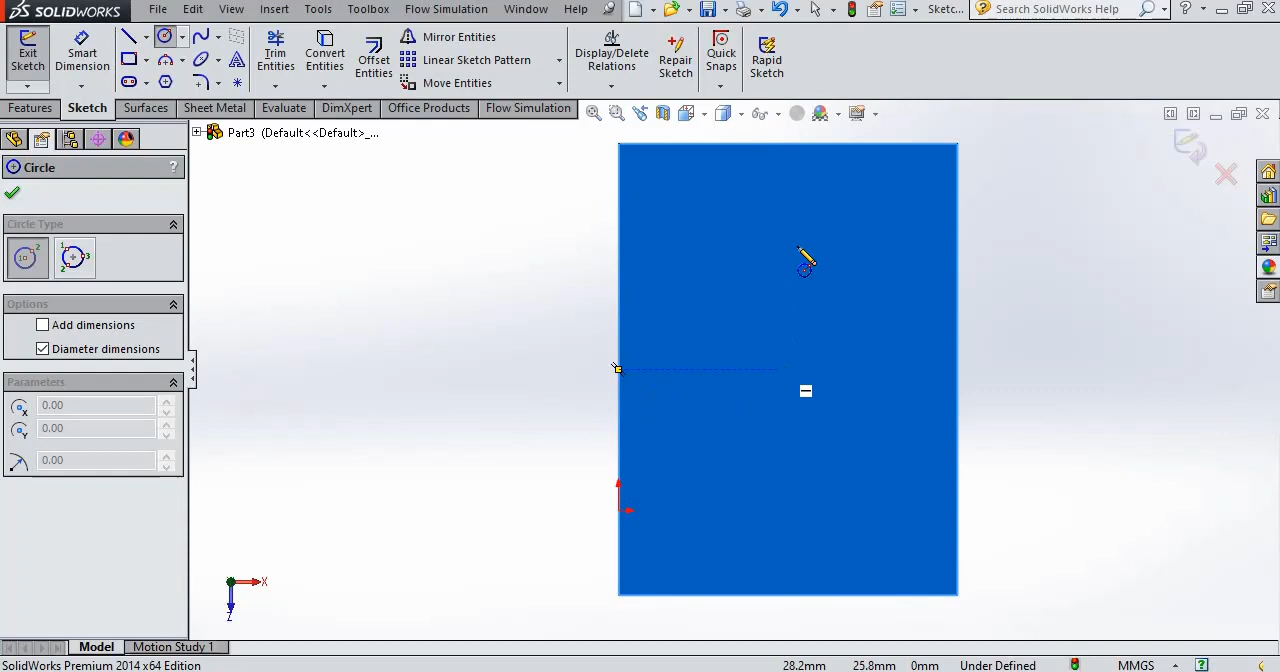 SOLIDWORKS File Edit View Insert Tools Toolbox Flow Simulation Window Help Sketc... Search SolidWorks Help
Exit Sketch
Smart Dimension
Trim Entities
Convert Entities
Offset Entities
Mirror Entities
Linear Sketch Pattern
Move Entities
Display/Delete Relations
Repair Sketch
Quick Snaps
Rapid Sketch
Features Sketch Surfaces Sheet Metal Evaluate DimXpert Office Products Flow Simulation
Part3 (Default<<Default>_...
Circle ?
Circle Type
Options
Add dimensions
Diameter dimensions
Parameters
0.00
0.00
0.00
X
Z
Model Motion Study 1
SolidWorks Premium 2014 x64 Edition 28.2mm 25.8mm 0mm Under Defined MMGS